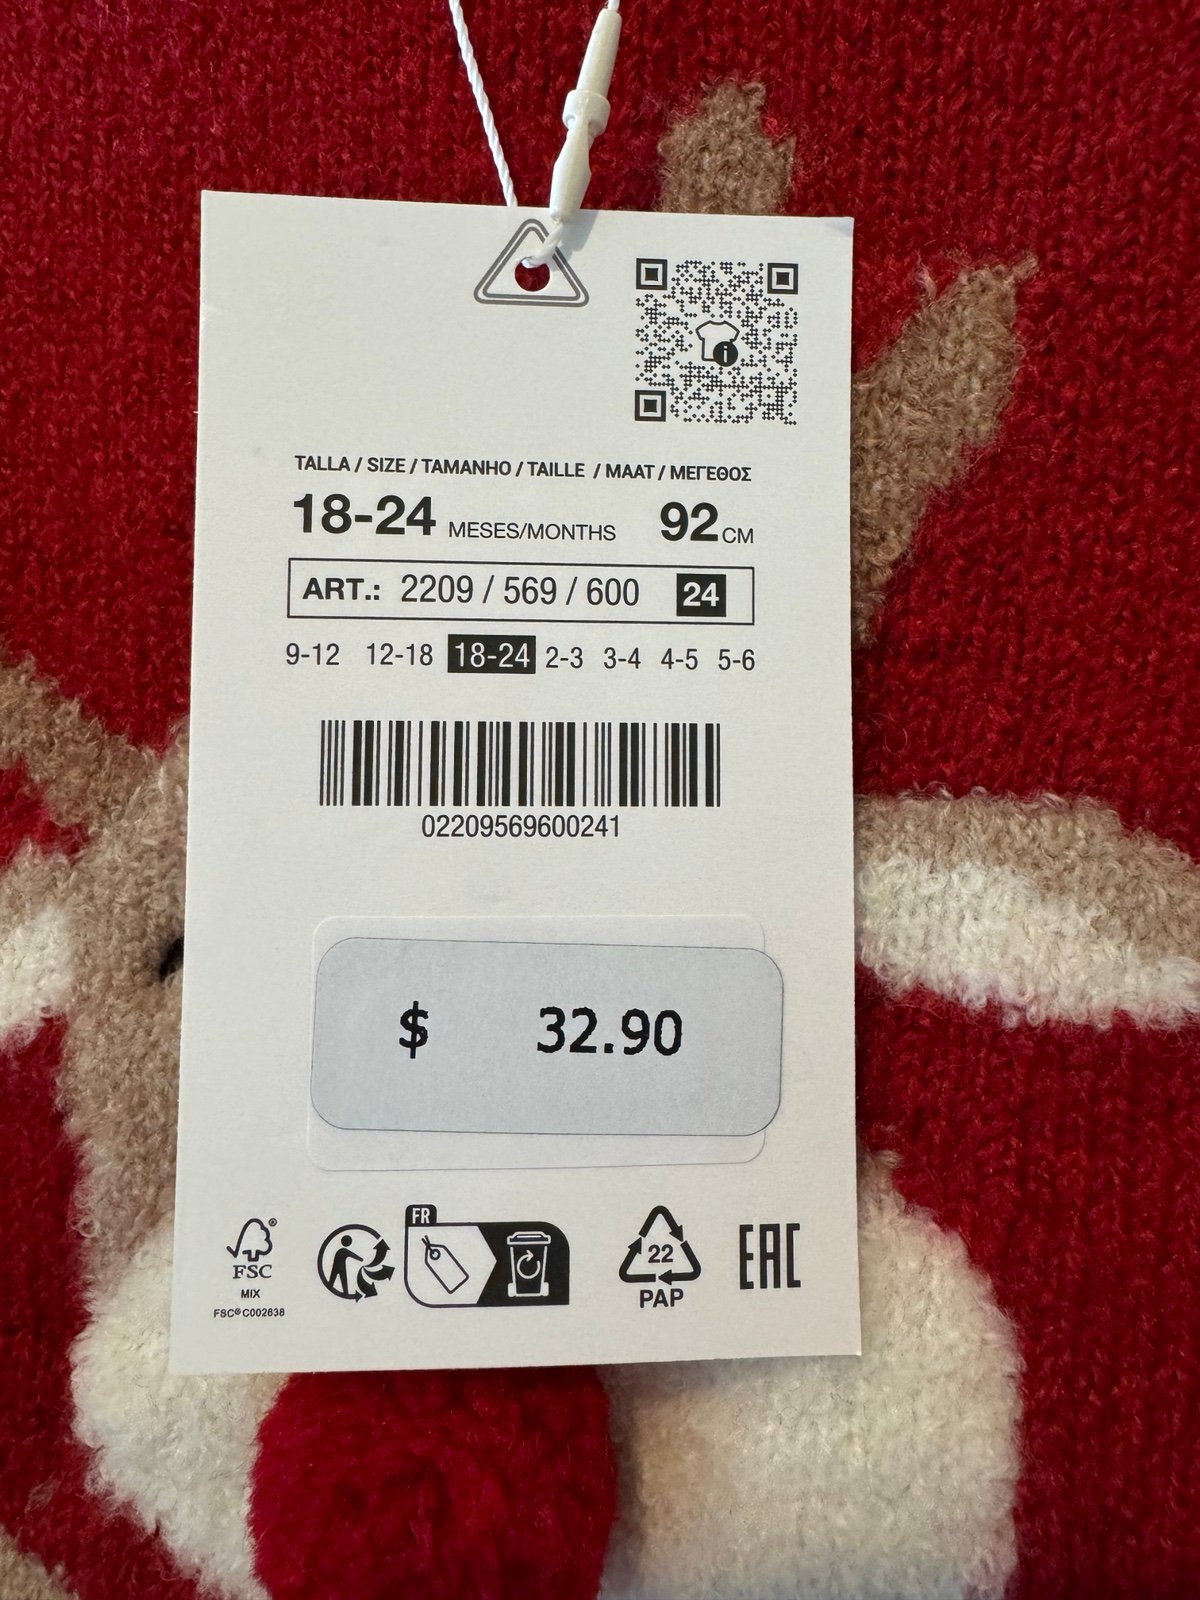 TALLA / SIZE / TAMANHO / TAILLE / MAAT / ΜΕΓΕΘΟΣ
18-24 MESES/MONTHS 92 CM
ART.: 2209 / 569 / 600 24
9-12 12-18 18-24 2-3 3-4 4-5 5-6
02209569600241
$ 32.90
FR
® FSC 22 EAC
MIX PAP
FSC® C002638